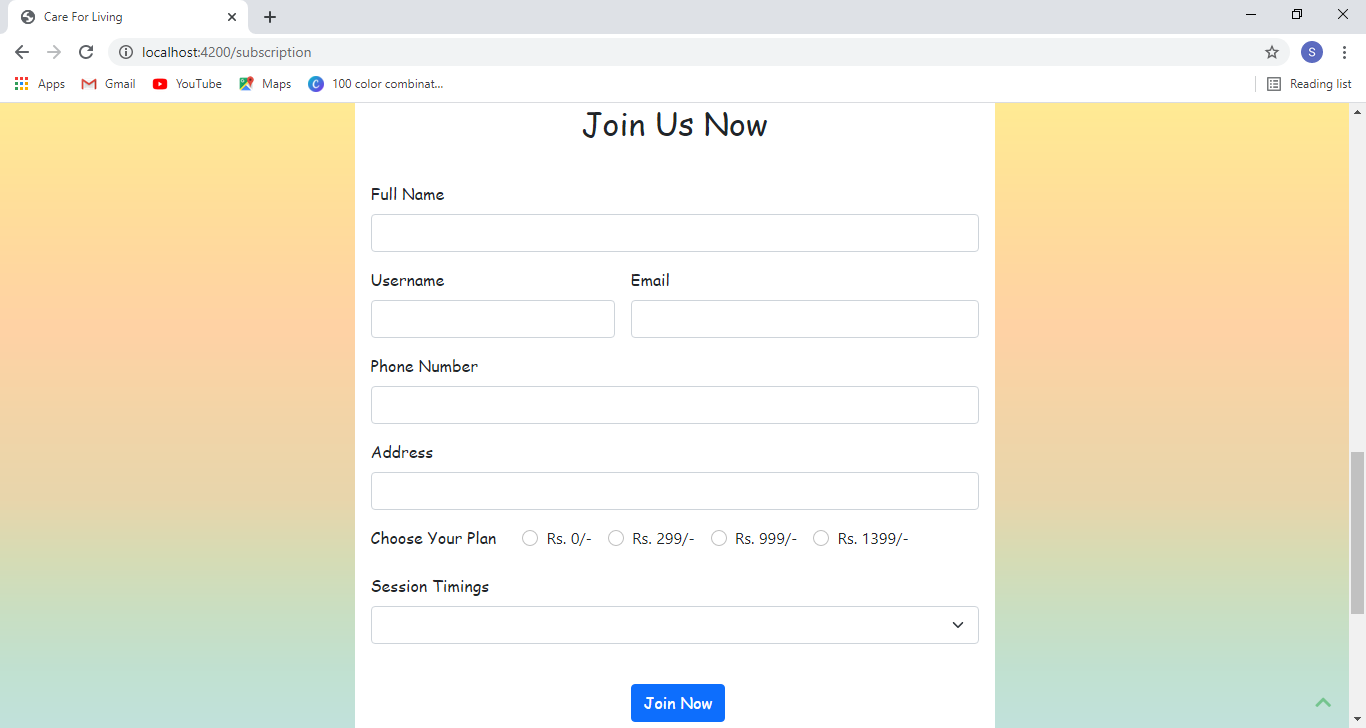 Care For Living
localhost:4200/subscription
S
Apps Gmail YouTube Maps C 100 color combinat... Reading list
Join Us Now
Full Name
Username Email
Phone Number
Address
Choose Your Plan Rs. 0/- Rs. 299/- Rs. 999/- Rs. 1399/-
Session Timings
Join Now